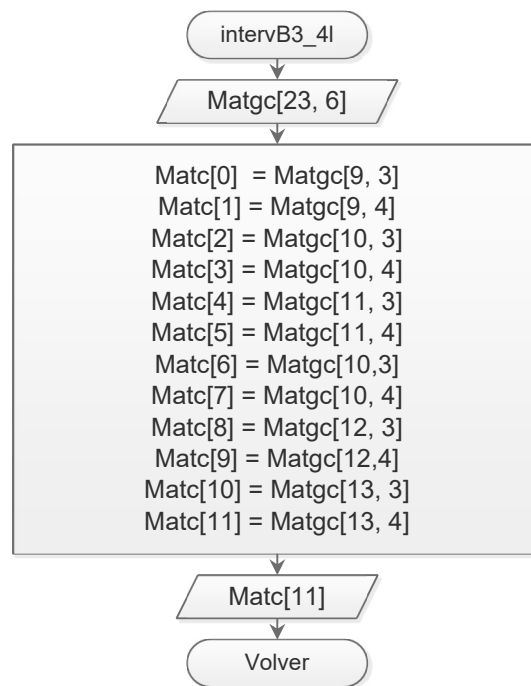 intervB3_4l
Matgc[23, 6]
Matc[0]  = Matgc[9, 3]
Matc[1] = Matgc[9, 4]
Matc[2] = Matgc[10, 3]
Matc[3] = Matgc[10, 4]
Matc[4] = Matgc[11, 3]
Matc[5] = Matgc[11, 4]
Matc[6] = Matgc[10,3]
Matc[7] = Matgc[10, 4]
Matc[8] = Matgc[12, 3]
Matc[9] = Matgc[12,4]
Matc[10] = Matgc[13, 3]
Matc[11] = Matgc[13, 4]
Matc[11]
Volver